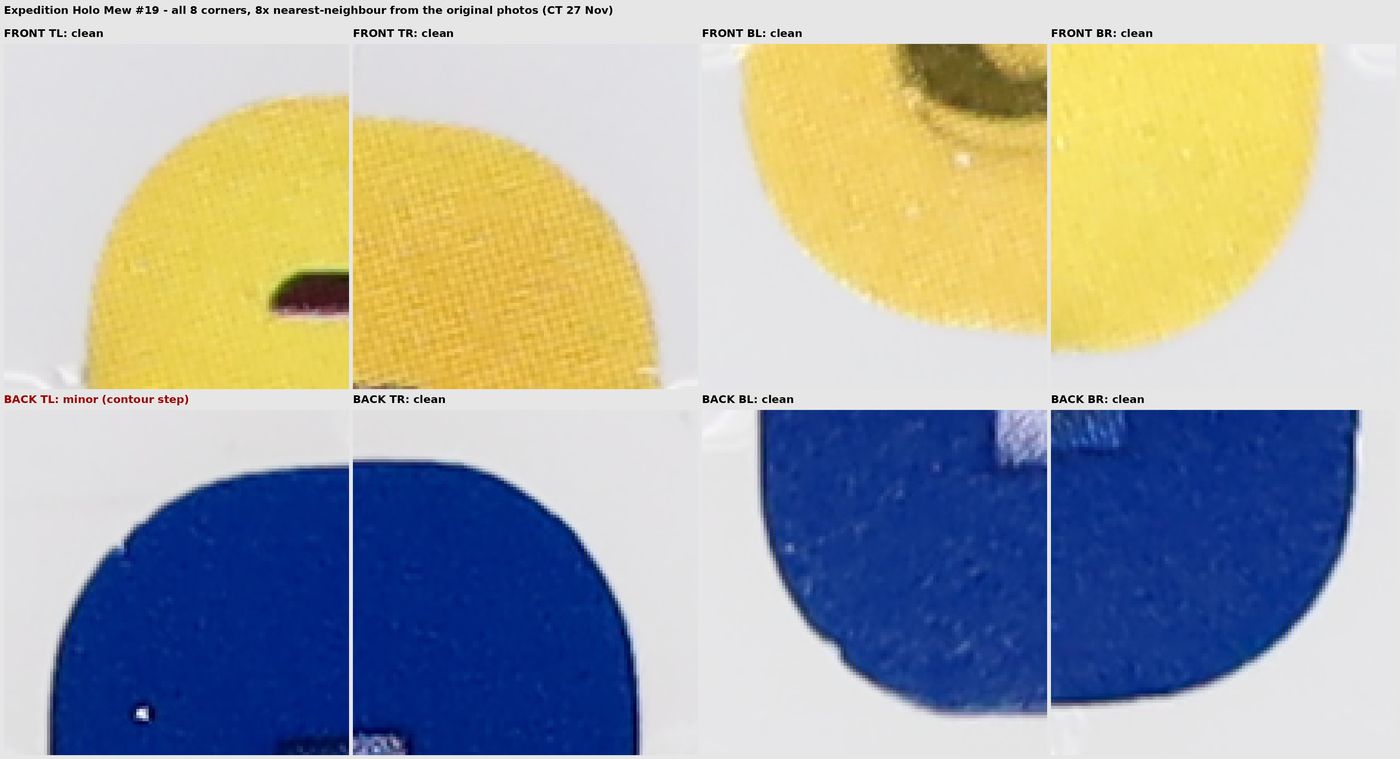 Expedition Holo Mew #19 - all 8 corners, 8x nearest-neighbour from the original photos (CT 27 Nov)
FRONT TL: clean
FRONT TR: clean
FRONT BL: clean
FRONT BR: clean
BACK TL: minor (contour step)
BACK TR: clean
BACK BL: clean
BACK BR: clean